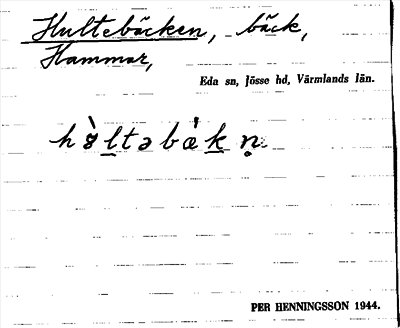 Hultebäcken, bäck,
Hammar,
Eda sn, Jösse hd, Värmlands län.
PER HENNINGSSON 1944.